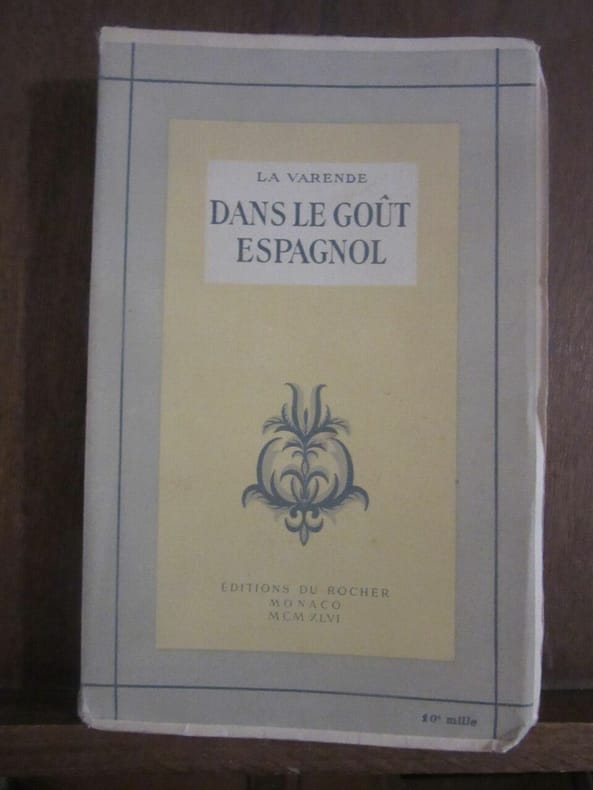 LA VARENDE
DANS LE GOÛT
ESPAGNOL
ÉDITIONS DU ROCHER
MONACO
MCMXLVI
10e mille